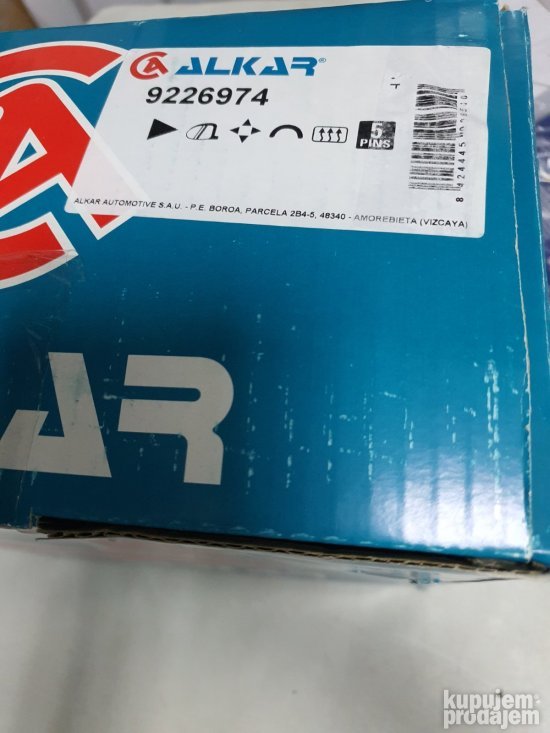 ALKAR®
9226974
5
PINS
ALKAR AUTOMOTIVE S.A.U. - P.E. BOROA, PARCELA 2B4-5, 48340 - AMOREBIETA (VIZCAYA)
AR
kupujem
prodajem